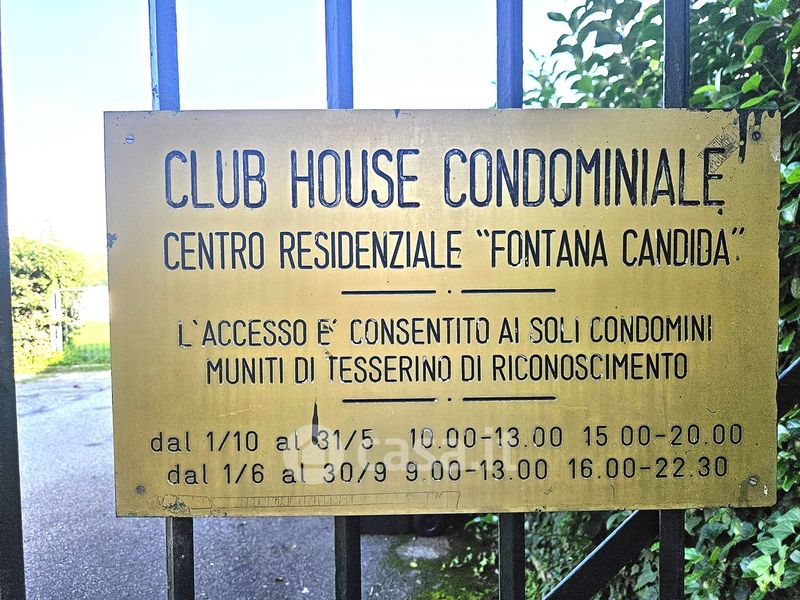 CLUB HOUSE CONDOMINIALE
CENTRO RESIDENZIALE "FONTANA CANDIDA"
L'ACCESSO E' CONSENTITO AI SOLI CONDOMINI
MUNITI DI TESSERINO DI RICONOSCIMENTO
dal 1/10 al 31/5 10.00-13.00 15.00-20.00
dal 1/6 al 30/9 9.00-13.00 16.00-22.30
casa.it